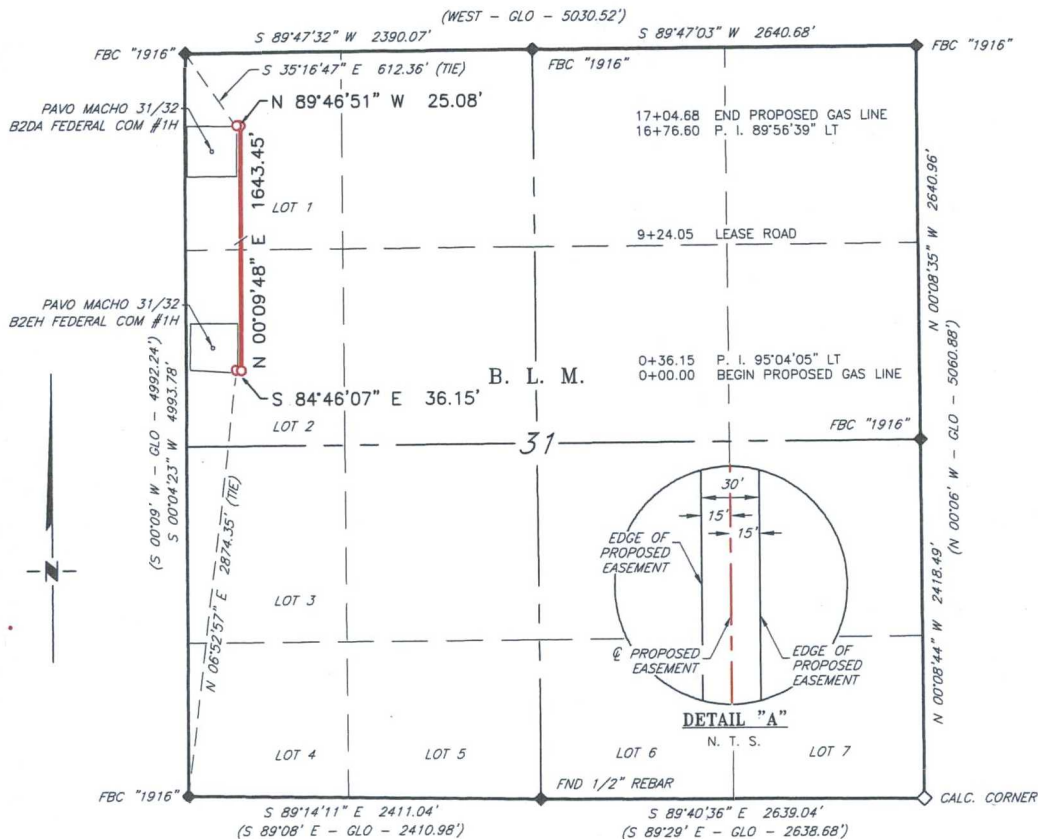 (WEST - GLO - 5030.52')
S 89°47'32" W 2390.07'
S 89°47'03" W 2640.68'
FBC "1916"
FBC "1916"
FBC "1916"
S 35°16'47" E 612.36' (TIE)
N 89°46'51" W 25.08'
PAVO MACHO 31/32
B2DA FEDERAL COM #1H
17+04.68 END PROPOSED GAS LINE
16+76.60 P. I. 89°56'39" LT
N 00°09'48" E 1643.45'
LOT 1
9+24.05 LEASE ROAD
N 00°08'35" W 2640.96'
PAVO MACHO 31/32
B2EH FEDERAL COM #1H
0+36.15 P. I. 95°04'05" LT
0+00.00 BEGIN PROPOSED GAS LINE
B. L. M.
S 84°46'07" E 36.15'
LOT 2
FBC "1916"
31
(S 00°09' W - GLO - 4992.24')
S 00°04'23" W 4993.78'
N 06°52'57" E 2874.35' (TIE)
(N 00°06' W - GLO - 5060.88')
N 00°08'44" W 2418.49'
N
30'
15'
15'
EDGE OF
PROPOSED
EASEMENT
LOT 3
℄ PROPOSED
EASEMENT
EDGE OF
PROPOSED
EASEMENT
DETAIL "A"
N. T. S.
LOT 4
LOT 5
LOT 6
LOT 7
FND 1/2" REBAR
FBC "1916"
CALC. CORNER
S 89°14'11" E 2411.04'
(S 89°08' E - GLO - 2410.98')
S 89°40'36" E 2639.04'
(S 89°29' E - GLO - 2638.68')